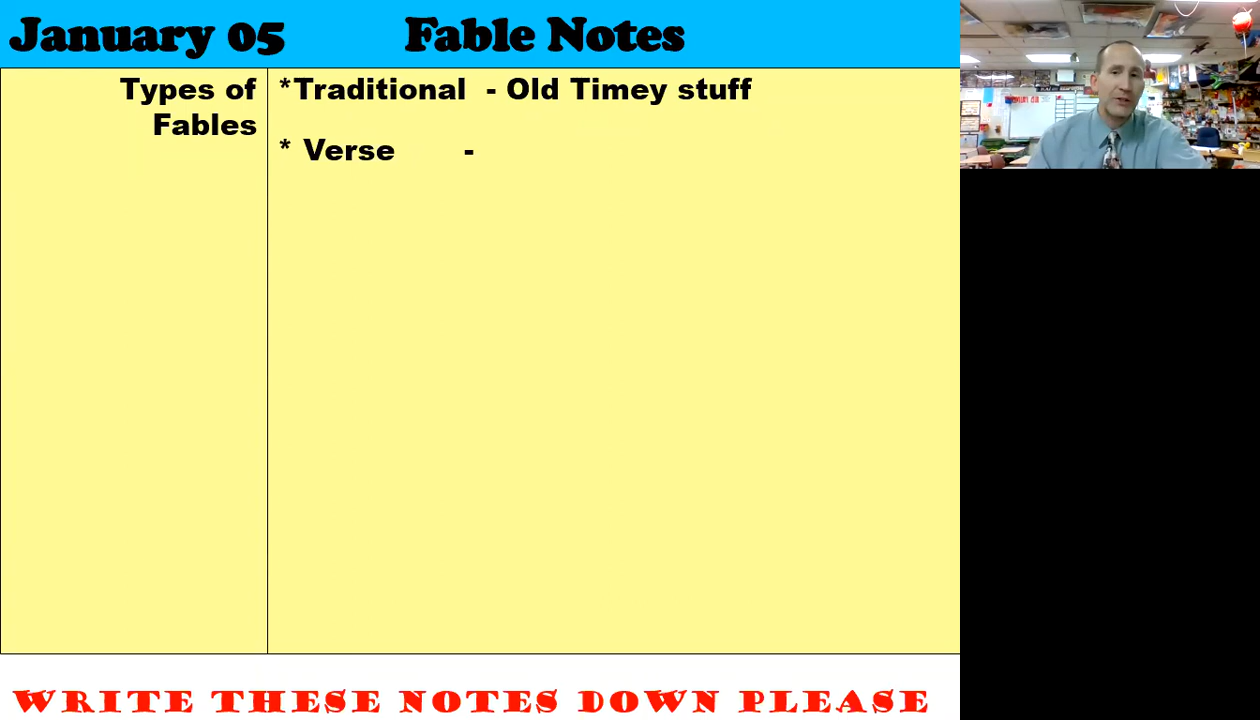 January 05 Fable Notes
Types of Fables
*Traditional - Old Timey stuff
* Verse -
WRITE THESE NOTES DOWN PLEASE